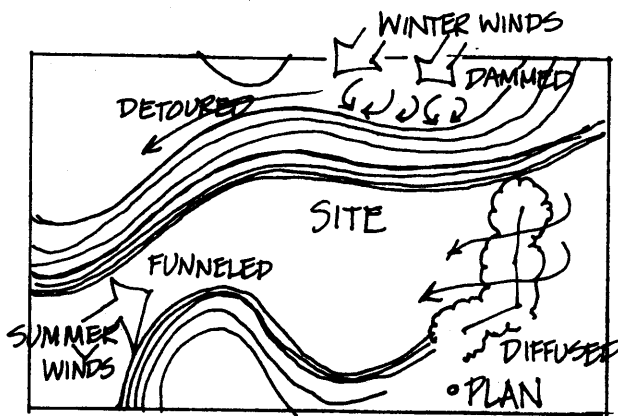 WINTER WINDS
DAMMED
DETOURED
SITE
FUNNELED
SUMMER
WINDS
DIFFUSED
PLAN